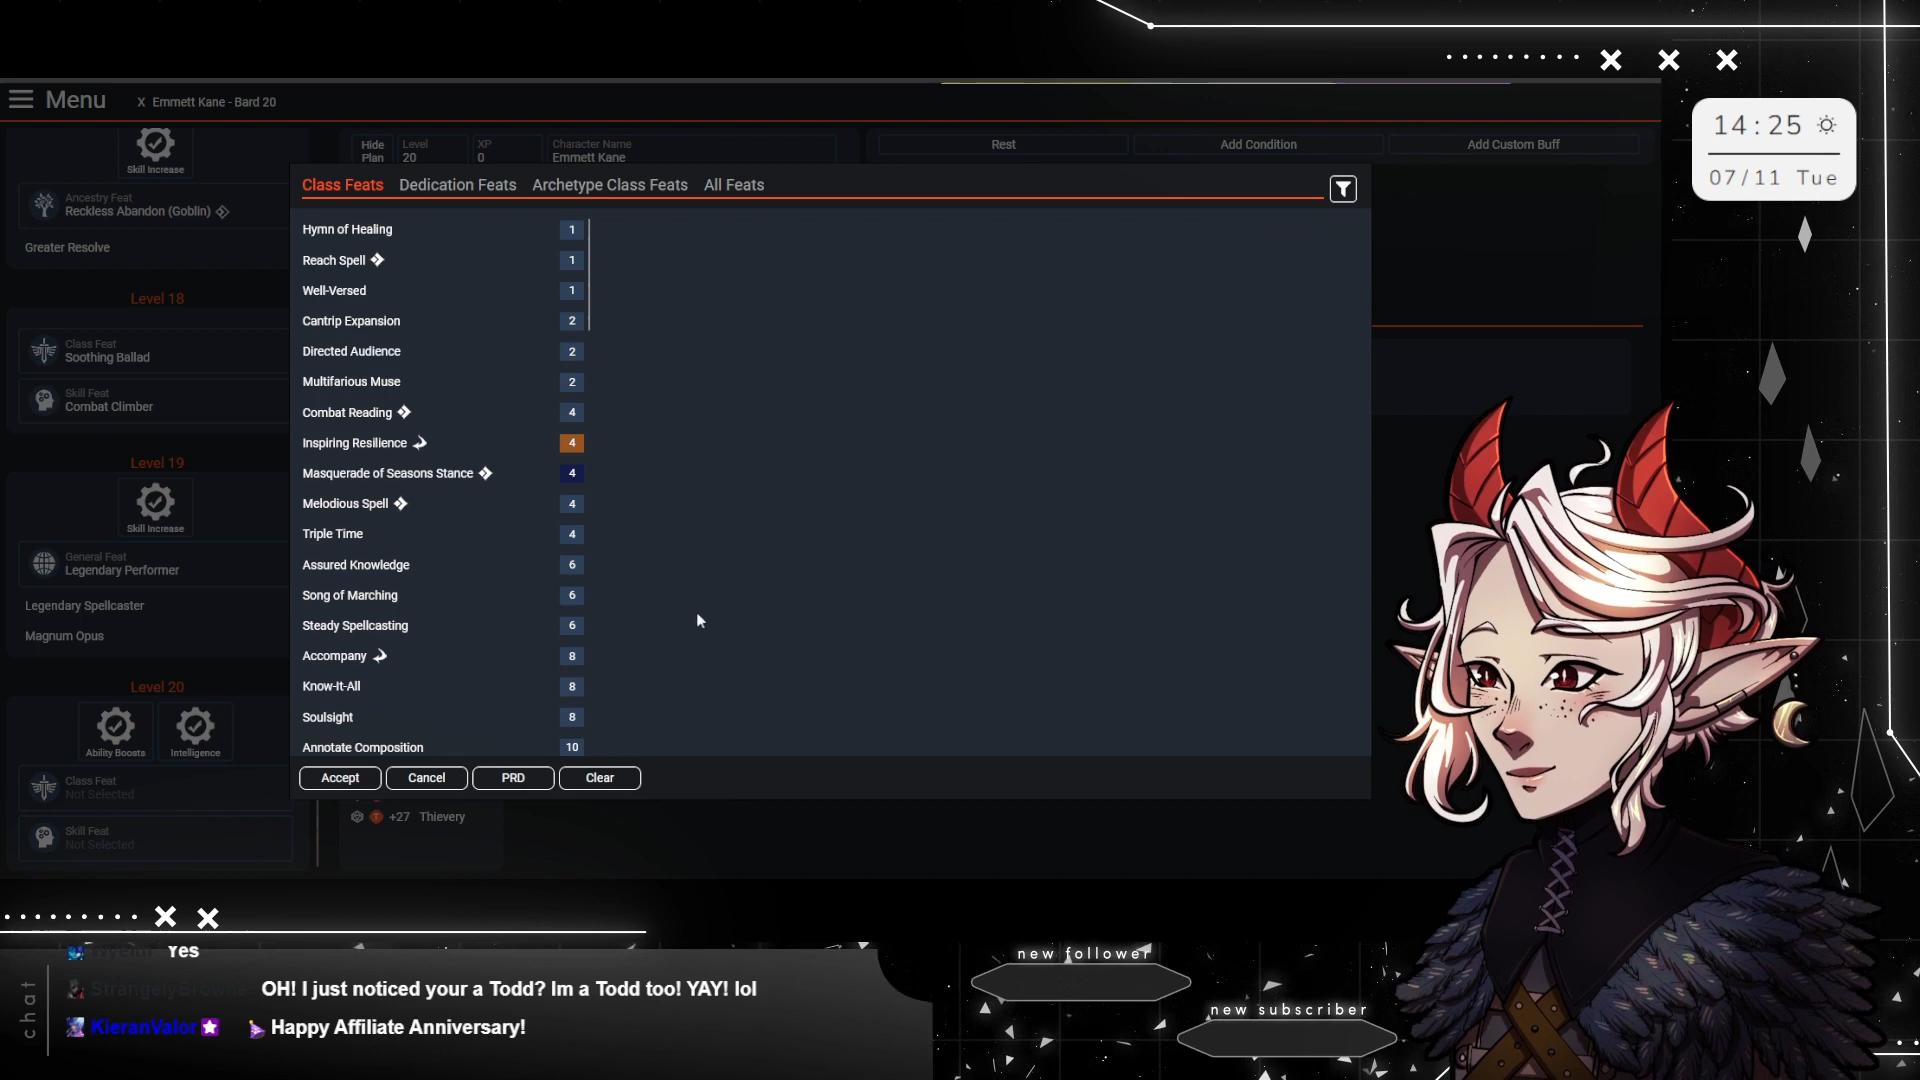 Menu
X Emmett Kane - Bard 20
14:25
07/11 Tue
Skill Increase
Ancestry Feat
Reckless Abandon (Goblin)
Greater Resolve
Level 18
Class Feat
Soothing Ballad
Skill Feat
Combat Climber
Level 19
Skill Increase
General Feat
Legendary Performer
Legendary Spellcaster
Magnum Opus
Level 20
Ability Boosts
Intelligence
Class Feat
Not Selected
Skill Feat
Not Selected
Hide Plan
Level
20
XP
0
Character Name
Emmett Kane
Rest
Add Condition
Add Custom Buff
Class Feats
Dedication Feats
Archetype Class Feats
All Feats
Hymn of Healing 1
Reach Spell 1
Well-Versed 1
Cantrip Expansion 2
Directed Audience 2
Multifarious Muse 2
Combat Reading 4
Inspiring Resilience 4
Masquerade of Seasons Stance 4
Melodious Spell 4
Triple Time 4
Assured Knowledge 6
Song of Marching 6
Steady Spellcasting 6
Accompany 8
Know-It-All 8
Soulsight 8
Annotate Composition 10
Accept
Cancel
PRD
Clear
T +27 Thievery
chat
Yes
OH! I just noticed your a Todd? Im a Todd too! YAY! lol
KieranValor Happy Affiliate Anniversary!
new follower
new subscriber